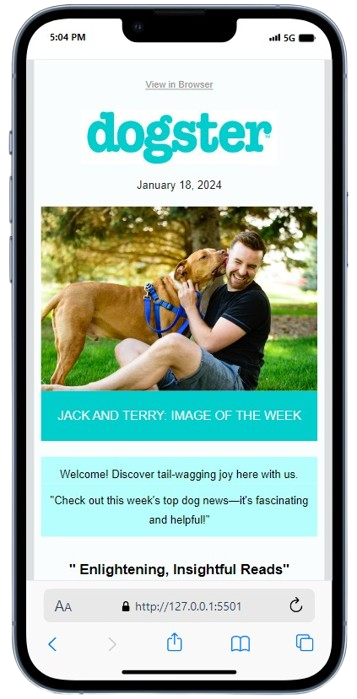 5:04 PM
5G
View in Browser
dogster
January 18, 2024
JACK AND TERRY: IMAGE OF THE WEEK
Welcome! Discover tail-wagging joy here with us.
"Check out this week's top dog news—it's fascinating
and helpful!"
" Enlightening, Insightful Reads"
AA http://127.0.0.1:5501